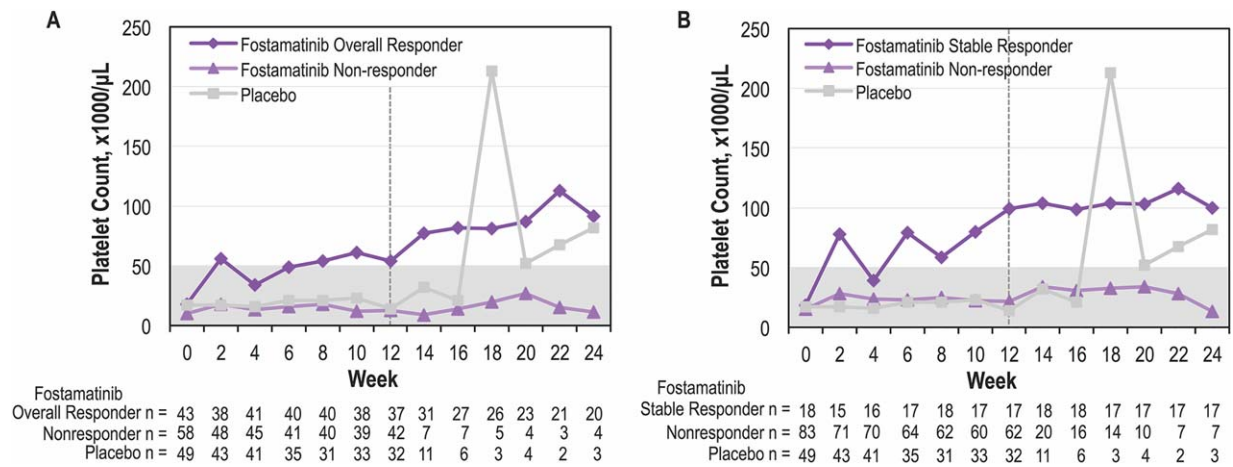 A
Platelet Count, x1000/µL
250
200
150
100
50
0
Fostamatinib Overall Responder
Fostamatinib Non-responder
Placebo
0 2 4 6 8 10 12 14 16 18 20 22 24
Week
Fostamatinib
Overall Responder n = 43 38 41 40 40 38 37 31 27 26 23 21 20
Nonresponder n = 58 48 45 41 40 39 42 7 7 5 4 3 4
Placebo n = 49 43 41 35 31 33 32 11 6 3 4 2 3
B
Platelet Count, x1000/µL
250
200
150
100
50
0
Fostamatinib Stable Responder
Fostamatinib Non-responder
Placebo
0 2 4 6 8 10 12 14 16 18 20 22 24
Week
Fostamatinib
Stable Responder n = 18 15 16 17 18 17 17 18 18 17 17 17 17
Nonresponder n = 83 71 70 64 62 60 62 20 16 14 10 7 7
Placebo n = 49 43 41 35 31 33 32 11 6 3 4 2 3